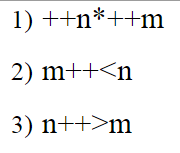 1) ++n*++m
2) m++<n
3) n++>m